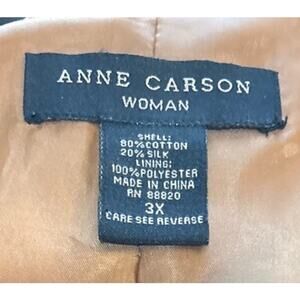 ANNE CARSON
WOMAN
SHELL:
80%COTTON
20%SILK
LINING:
100%POLYESTER
MADE IN CHINA
RN 88820
3X
CARE SEE REVERSE